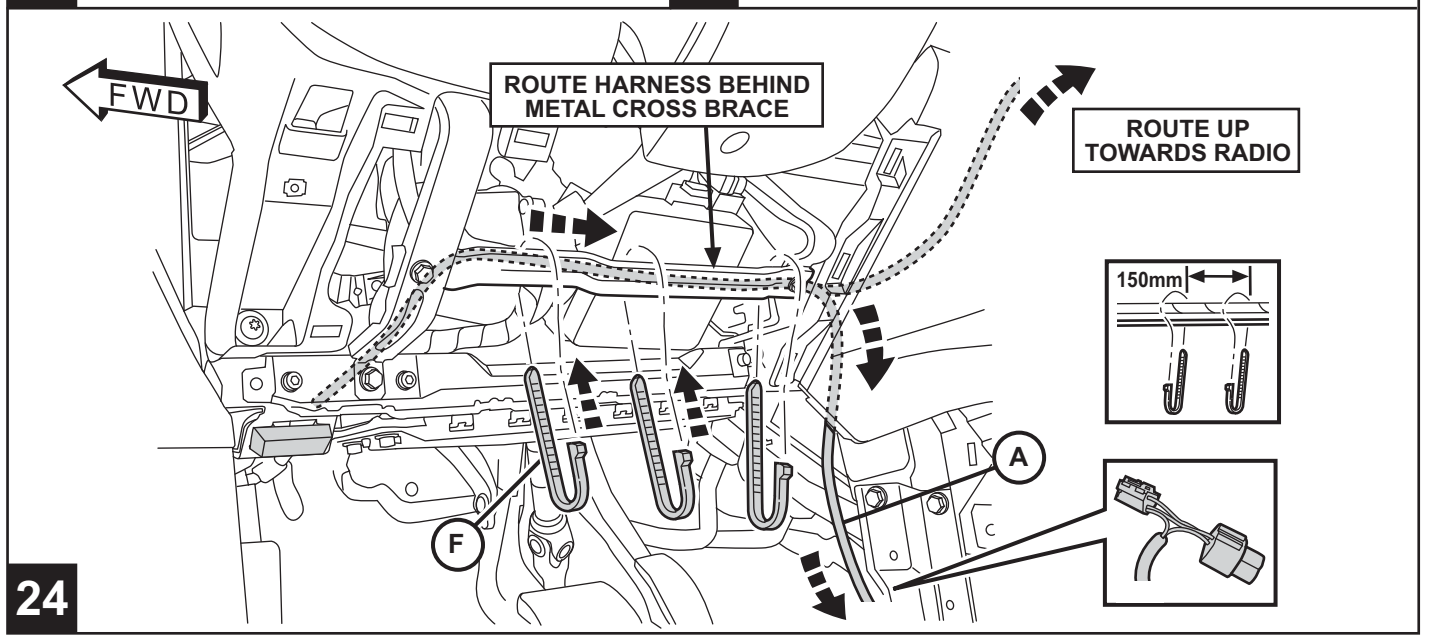 FWD
ROUTE HARNESS BEHIND
METAL CROSS BRACE
ROUTE UP
TOWARDS RADIO
150mm
A
F
24